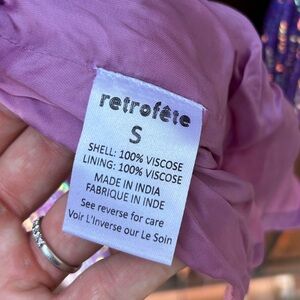 retrofête
S
SHELL: 100% VISCOSE
LINING: 100% VISCOSE
MADE IN INDIA
FABRIQUE IN INDE
See reverse for care
Voir L'Inverse our Le Soin